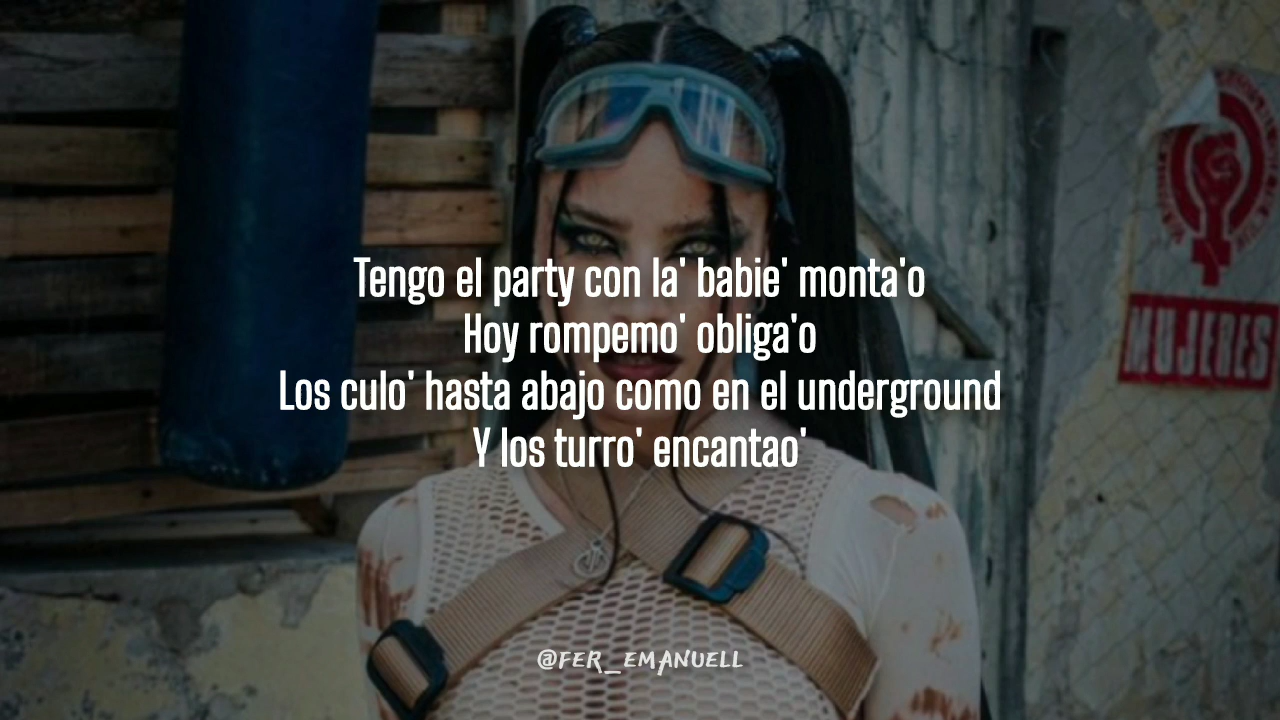 Tengo el party con la' babie' monta'o
Hoy rompemo' obliga'o
Los culo' hasta abajo como en el underground
Y los turro' encantao'
@FER_EMANUELL
MUJERES